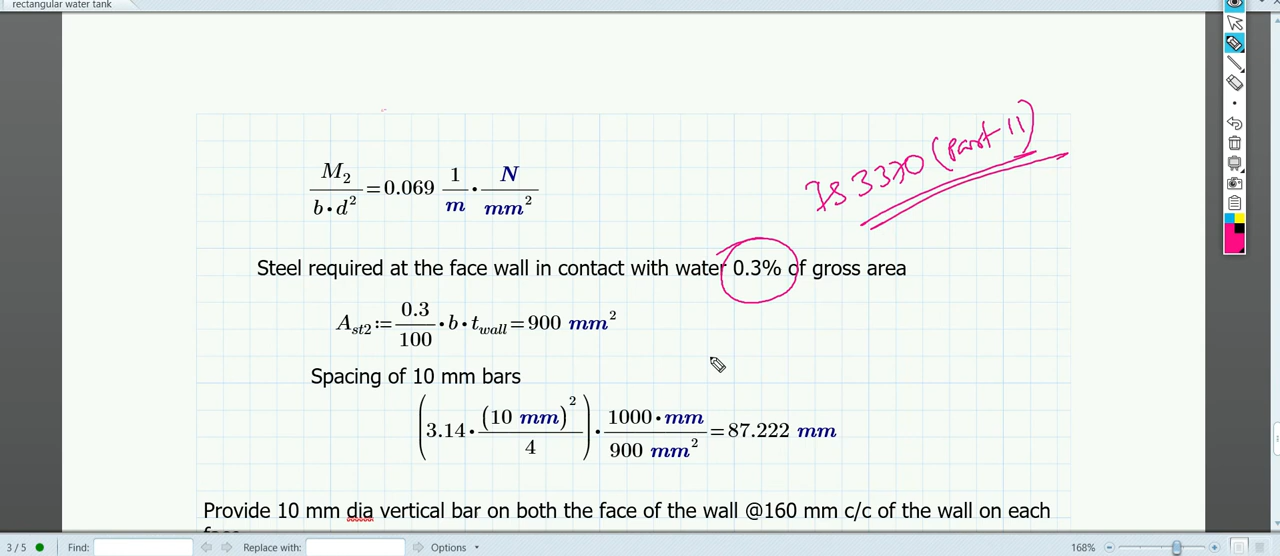 rectangular water tank
IS 3370 (Part 11)
M₂ / (b·d²) = 0.069 1/m · N/mm²
Steel required at the face wall in contact with water 0.3% of gross area
A_st2 := 0.3/100 · b · t_wall = 900 mm²
Spacing of 10 mm bars
(3.14 · (10 mm)² / 4) · 1000·mm / 900 mm² = 87.222 mm
Provide 10 mm dia vertical bar on both the face of the wall @160 mm c/c of the wall on each
3 / 5 Find: Replace with: Options 168%